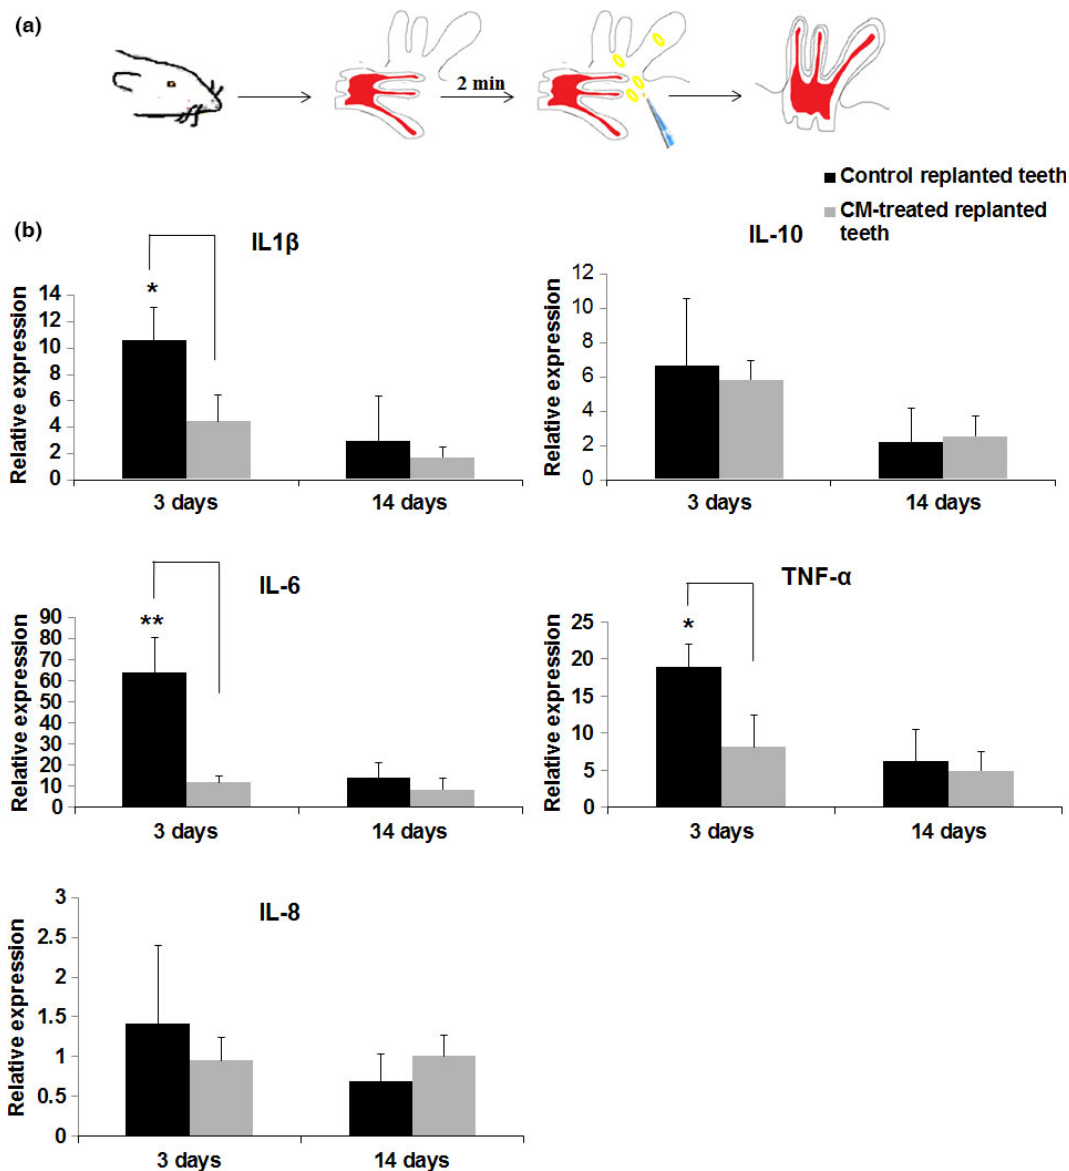 (a)
2 min
Control replanted teeth
CM-treated replanted
teeth
(b)
IL1β
*
Relative expression
14
12
10
8
6
4
2
0
3 days
14 days
IL-10
Relative expression
12
10
8
6
4
2
0
3 days
14 days
IL-6
**
Relative expression
90
80
70
60
50
40
30
20
10
0
3 days
14 days
TNF-α
*
Relative expression
25
20
15
10
5
0
3 days
14 days
IL-8
Relative expression
3
2.5
2
1.5
1
0.5
0
3 days
14 days